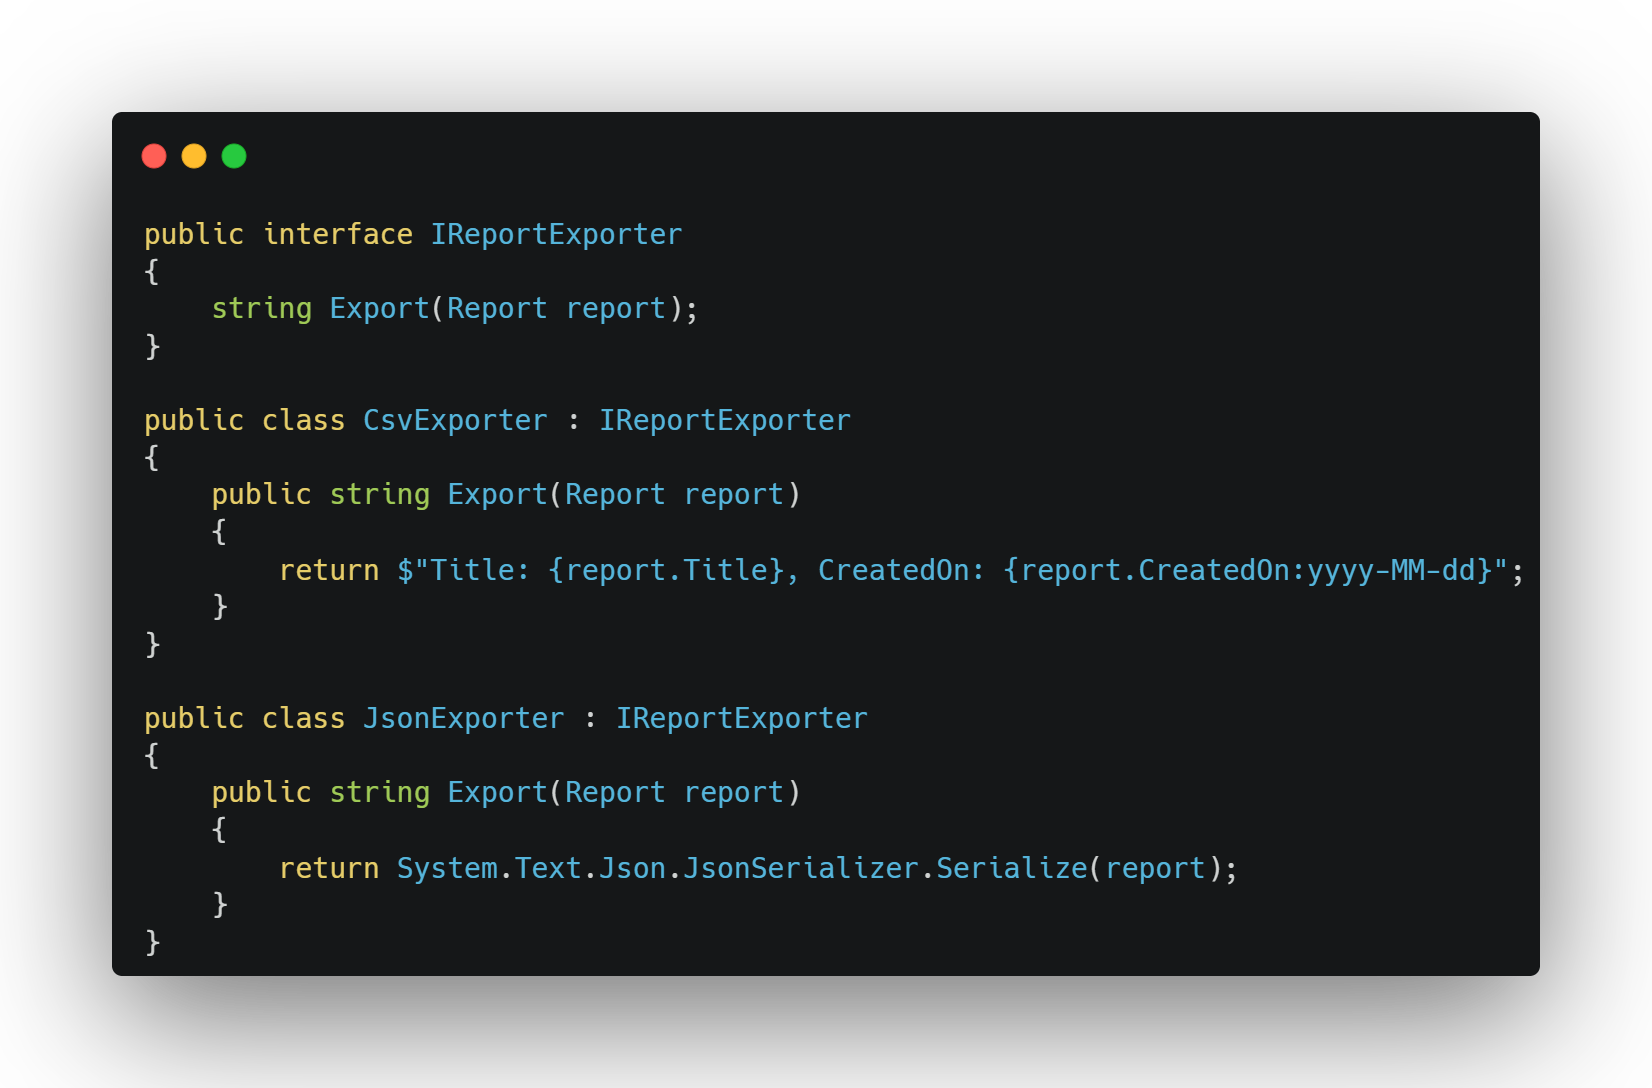 public interface IReportExporter
{
    string Export(Report report);
}

public class CsvExporter : IReportExporter
{
    public string Export(Report report)
    {
        return $"Title: {report.Title}, CreatedOn: {report.CreatedOn:yyyy-MM-dd}";
    }
}

public class JsonExporter : IReportExporter
{
    public string Export(Report report)
    {
        return System.Text.Json.JsonSerializer.Serialize(report);
    }
}